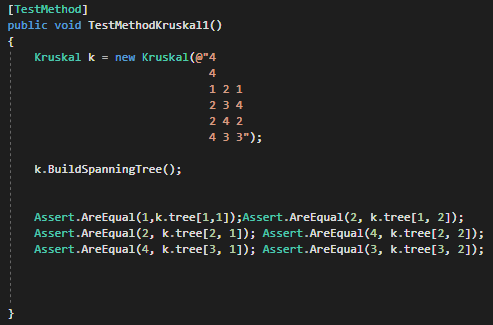 [TestMethod]
public void TestMethodKruskal1()
{
Kruskal k = new Kruskal(@"4
4
1 2 1
2 3 4
2 4 2
4 3 3");
k.BuildSpanningTree();
Assert.AreEqual(1,k.tree[1,1]);Assert.AreEqual(2, k.tree[1, 2]);
Assert.AreEqual(2, k.tree[2, 1]); Assert.AreEqual(4, k.tree[2, 2]);
Assert.AreEqual(4, k.tree[3, 1]); Assert.AreEqual(3, k.tree[3, 2]);
}